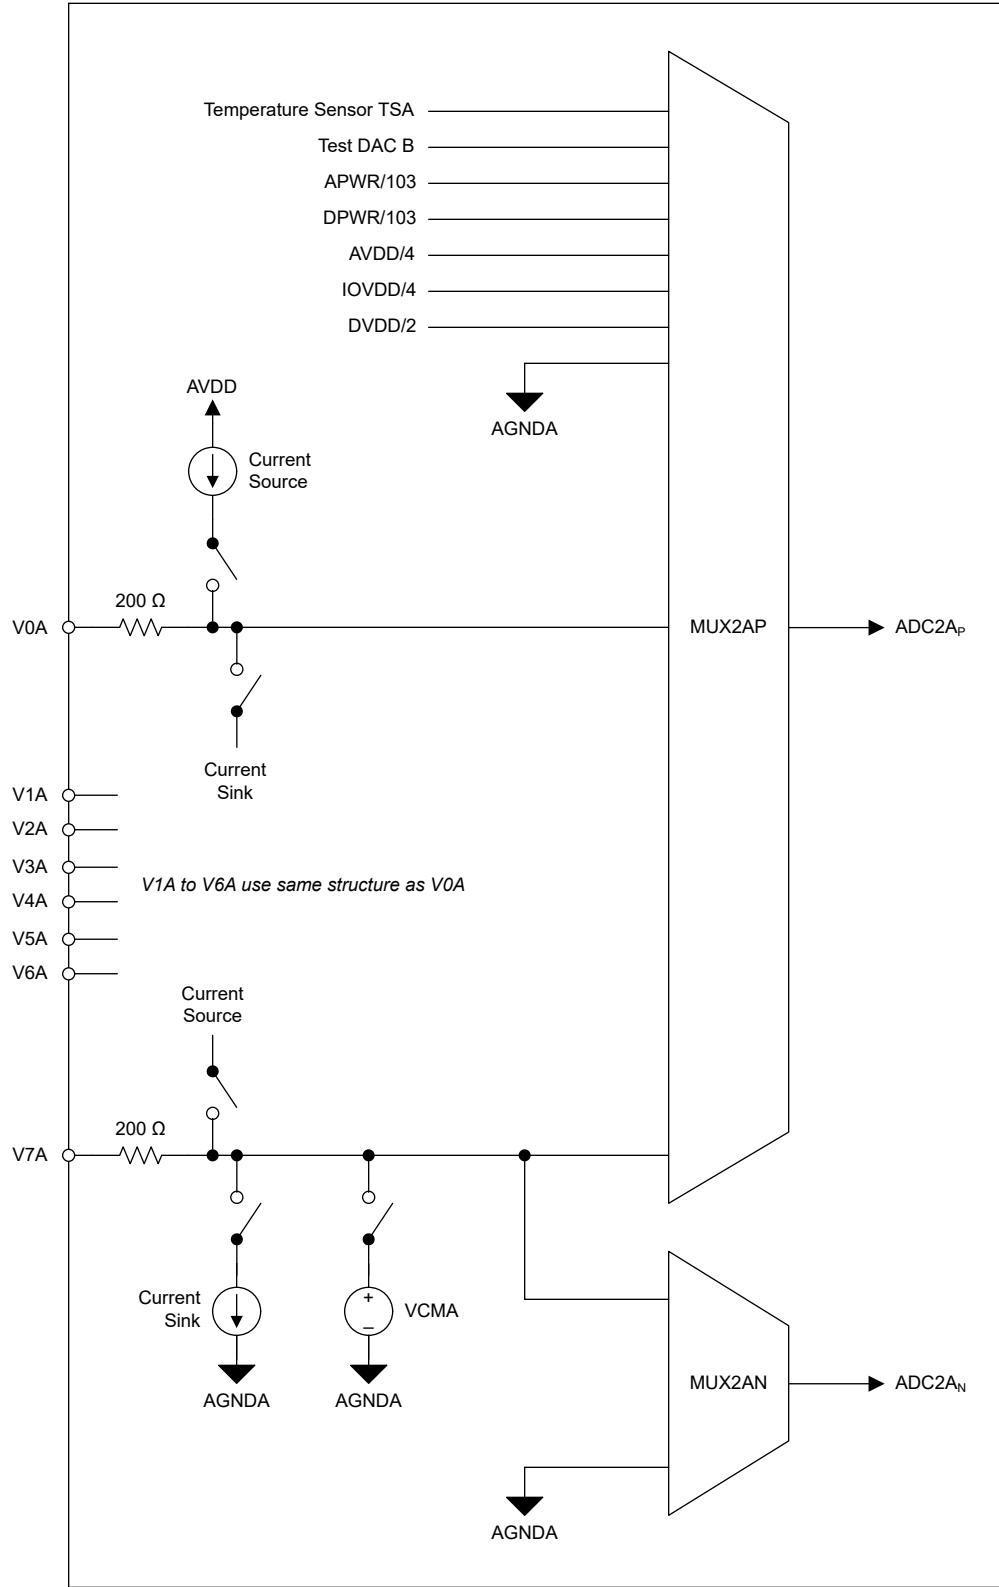 Temperature Sensor TSA
Test DAC B
APWR/103
DPWR/103
AVDD/4
IOVDD/4
DVDD/2
AVDD
AGNDA
Current
Source
200 Ω
V0A
MUX2AP
ADC2AP
Current
Sink
V1A
V2A
V3A
V1A to V6A use same structure as V0A
V4A
V5A
V6A
Current
Source
200 Ω
V7A
Current
Sink
+
–
VCMA
AGNDA
AGNDA
MUX2AN
ADC2AN
AGNDA